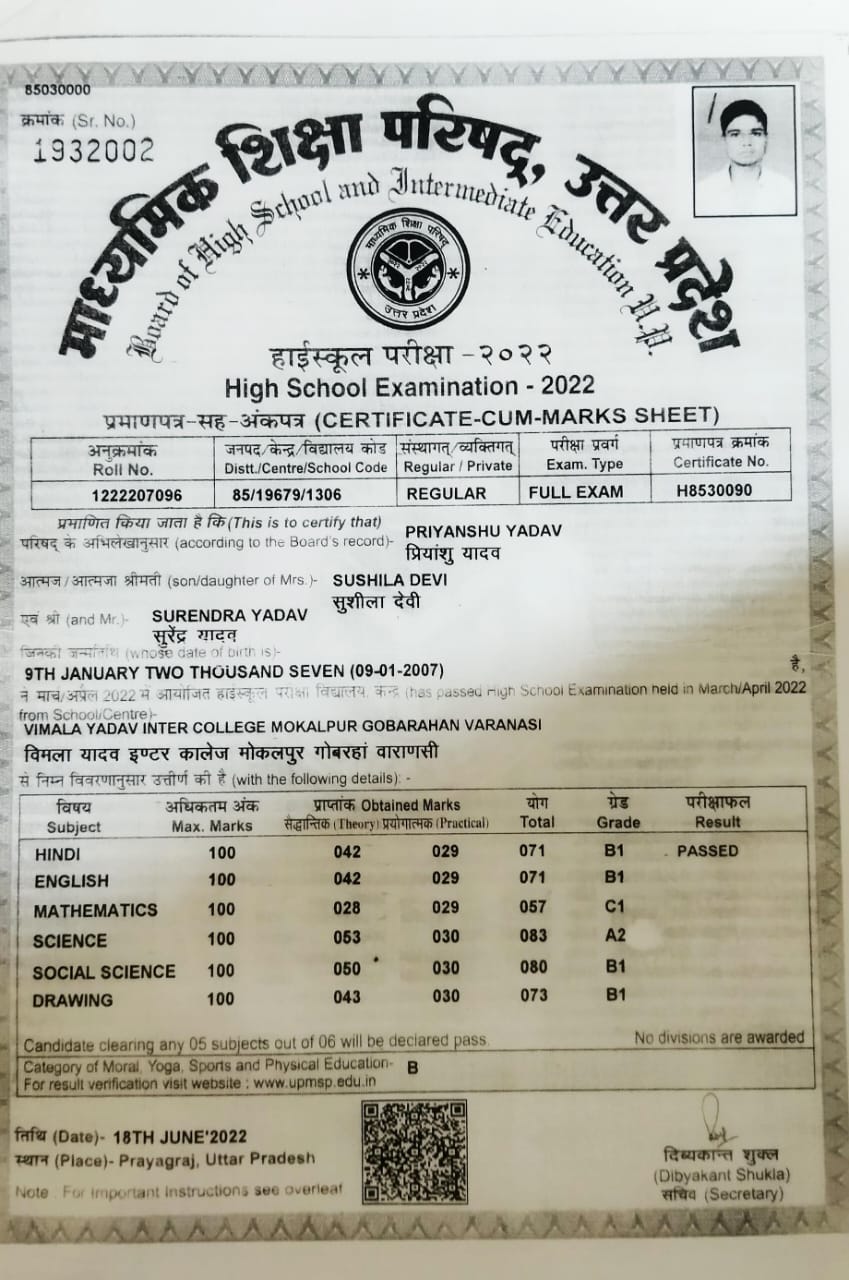 85030000
क्रमांक (Sr. No.)
1932002
माध्यमिक शिक्षा परिषद्, उत्तर प्रदेश
Board of High School and Intermediate Education U.P.
माध्यमिक शिक्षा परिषद्
उत्तर प्रदेश
हाईस्कूल परीक्षा - २०२२
High School Examination - 2022
प्रमाणपत्र-सह-अंकपत्र (CERTIFICATE-CUM-MARKS SHEET)
अनुक्रमांक जनपद/केन्द्र/विद्यालय कोड संस्थागत्/व्यक्तिगत् परीक्षा प्रवर्ग प्रमाणपत्र क्रमांक
Roll No. Distt./Centre/School Code Regular / Private Exam. Type Certificate No.
1222207096 85/19679/1306 REGULAR FULL EXAM H8530090
प्रमाणित किया जाता है कि (This is to certify that) PRIYANSHU YADAV
परिषद् के अभिलेखानुसार (according to the Board's record)- प्रियांशु यादव
आत्मज/आत्मजा श्रीमती (son/daughter of Mrs.)- SUSHILA DEVI
सुशीला देवी
एवं श्री (and Mr.)- SURENDRA YADAV
सुरेंद्र यादव
जिनकी जन्मतिथि (whose date of birth is)-
9TH JANUARY TWO THOUSAND SEVEN (09-01-2007) है,
ने मार्च/अप्रैल 2022 में आयोजित हाईस्कूल परीक्षा विद्यालय, केन्द्र (has passed High School Examination held in March/April 2022
from School/Centre)-
VIMALA YADAV INTER COLLEGE MOKALPUR GOBARAHAN VARANASI
विमला यादव इण्टर कालेज मोकलपुर गोबरहां वाराणसी
से निम्न विवरणानुसार उत्तीर्ण की है (with the following details): -
विषय अधिकतम अंक प्राप्तांक Obtained Marks योग ग्रेड परीक्षाफल
Subject Max. Marks सैद्धान्तिक (Theory) प्रयोगात्मक (Practical) Total Grade Result
HINDI 100 042 029 071 B1 PASSED
ENGLISH 100 042 029 071 B1
MATHEMATICS 100 028 029 057 C1
SCIENCE 100 053 030 083 A2
SOCIAL SCIENCE 100 050 030 080 B1
DRAWING 100 043 030 073 B1
Candidate clearing any 05 subjects out of 06 will be declared pass. No divisions are awarded
Category of Moral, Yoga, Sports and Physical Education- B
For result verification visit website : www.upmsp.edu.in
तिथि (Date)- 18TH JUNE'2022
स्थान (Place)- Prayagraj, Uttar Pradesh
Note : For Important Instructions see overleaf
दिब्यकान्त शुक्ल
(Dibyakant Shukla)
सचिव (Secretary)